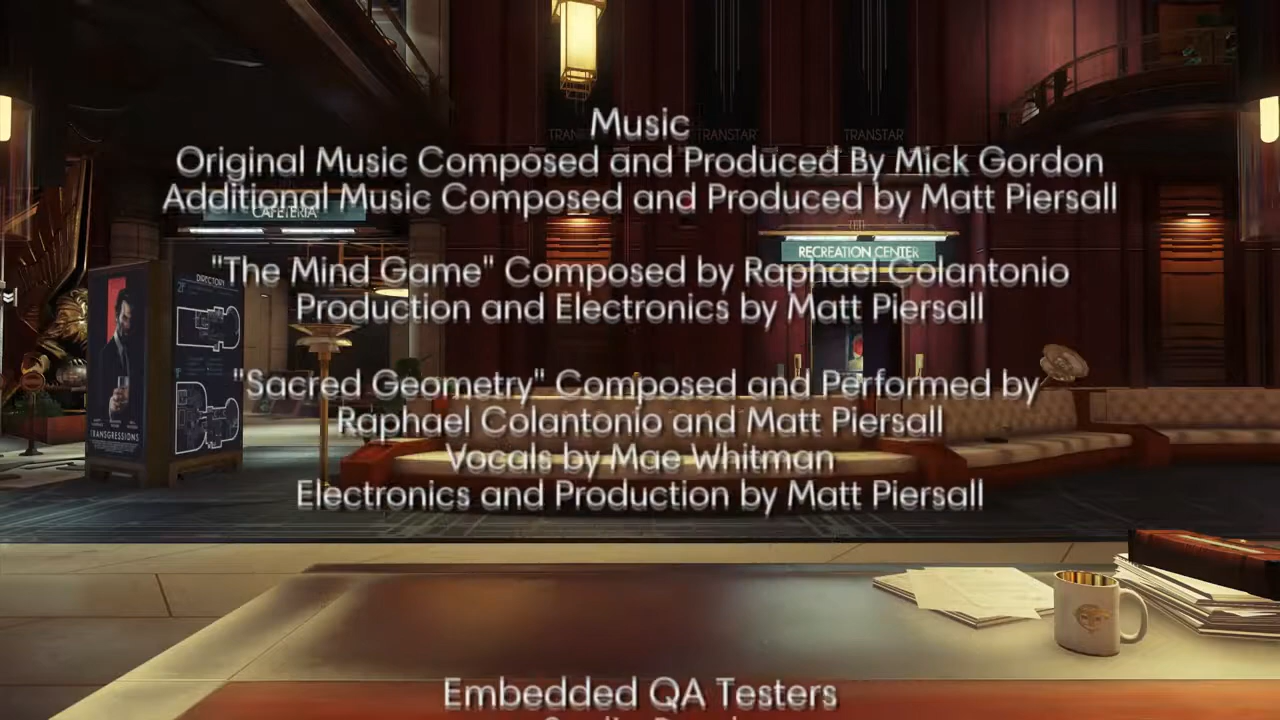 Music
Original Music Composed and Produced By Mick Gordon
Additional Music Composed and Produced by Matt Piersall
"The Mind Game" Composed by Raphael Colantonio
Production and Electronics by Matt Piersall
"Sacred Geometry" Composed and Performed by
Raphael Colantonio and Matt Piersall
Vocals by Mae Whitman
Electronics and Production by Matt Piersall
Embedded QA Testers
TRANSTAR
TRANSTAR
CAFETERIA
RECREATION CENTER
DIRECTORY
TRANSGRESSIONS